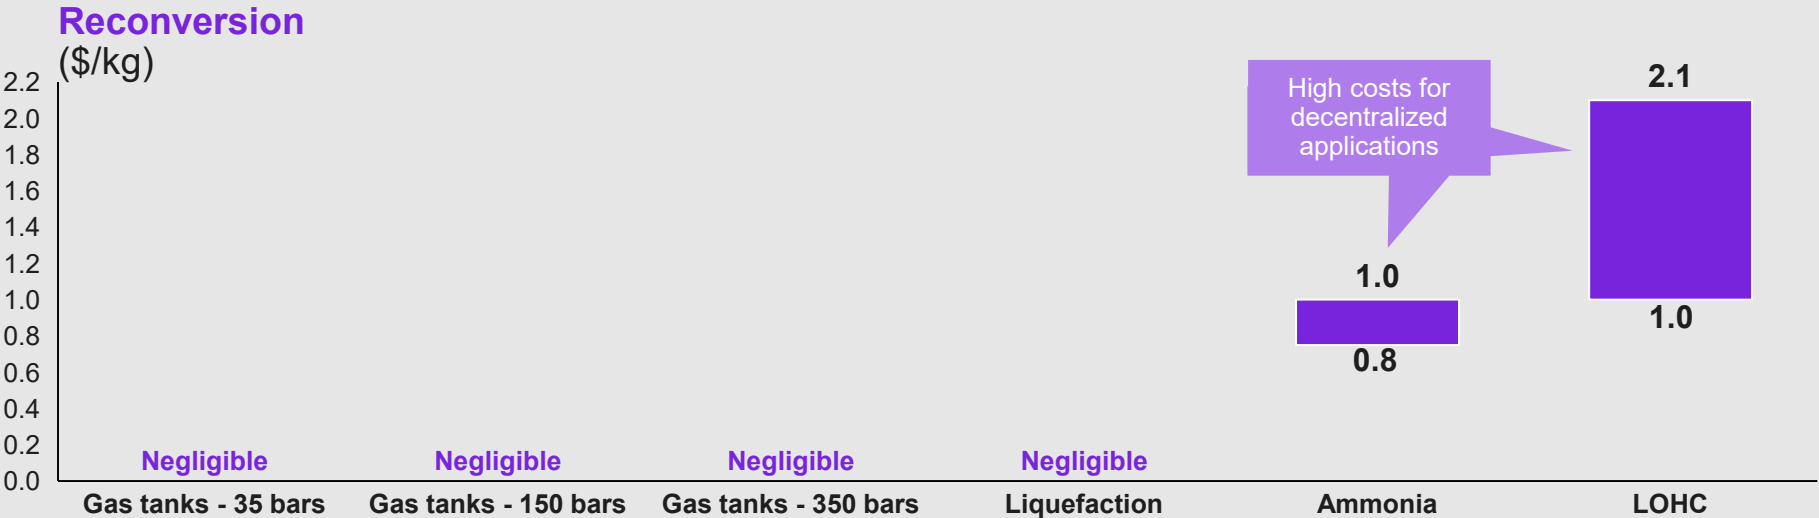 Reconversion
($/kg)
2.2
2.0
1.8
1.6
1.4
1.2
1.0
0.8
0.6
0.4
0.2
0.0
High costs for
decentralized
applications
2.1
1.0
1.0
0.8
Negligible
Negligible
Negligible
Negligible
Gas tanks - 35 bars
Gas tanks - 150 bars
Gas tanks - 350 bars
Liquefaction
Ammonia
LOHC